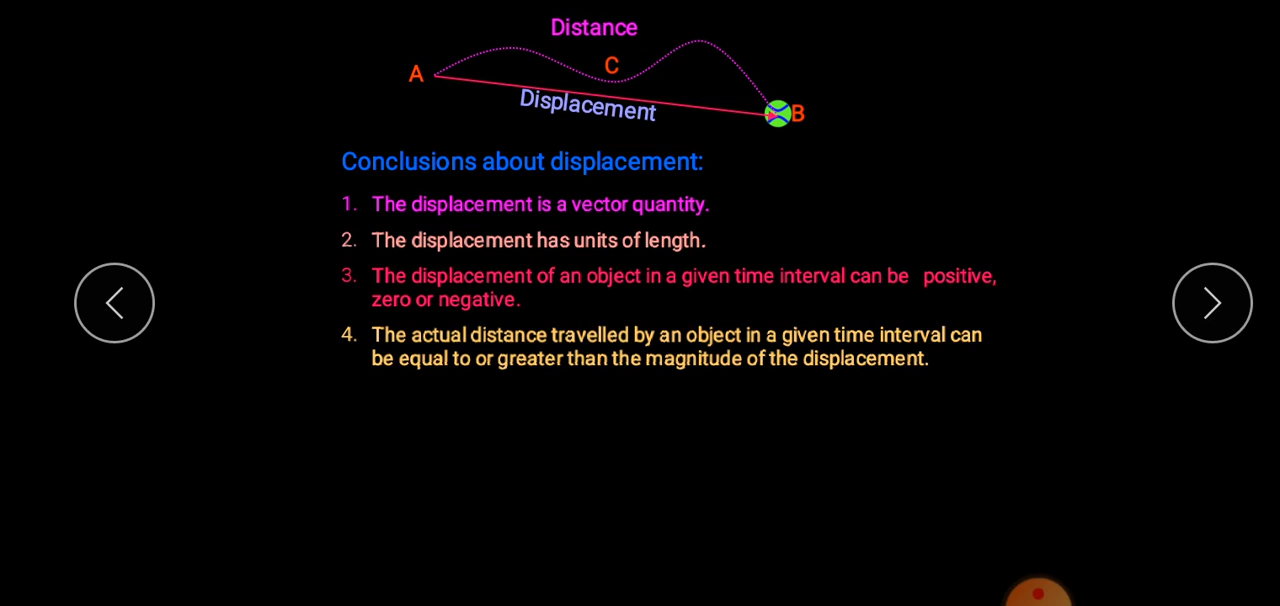 Distance
A
C
Displacement
B
Conclusions about displacement:
1. The displacement is a vector quantity.
2. The displacement has units of length.
3. The displacement of an object in a given time interval can be positive,
zero or negative.
4. The actual distance travelled by an object in a given time interval can
be equal to or greater than the magnitude of the displacement.